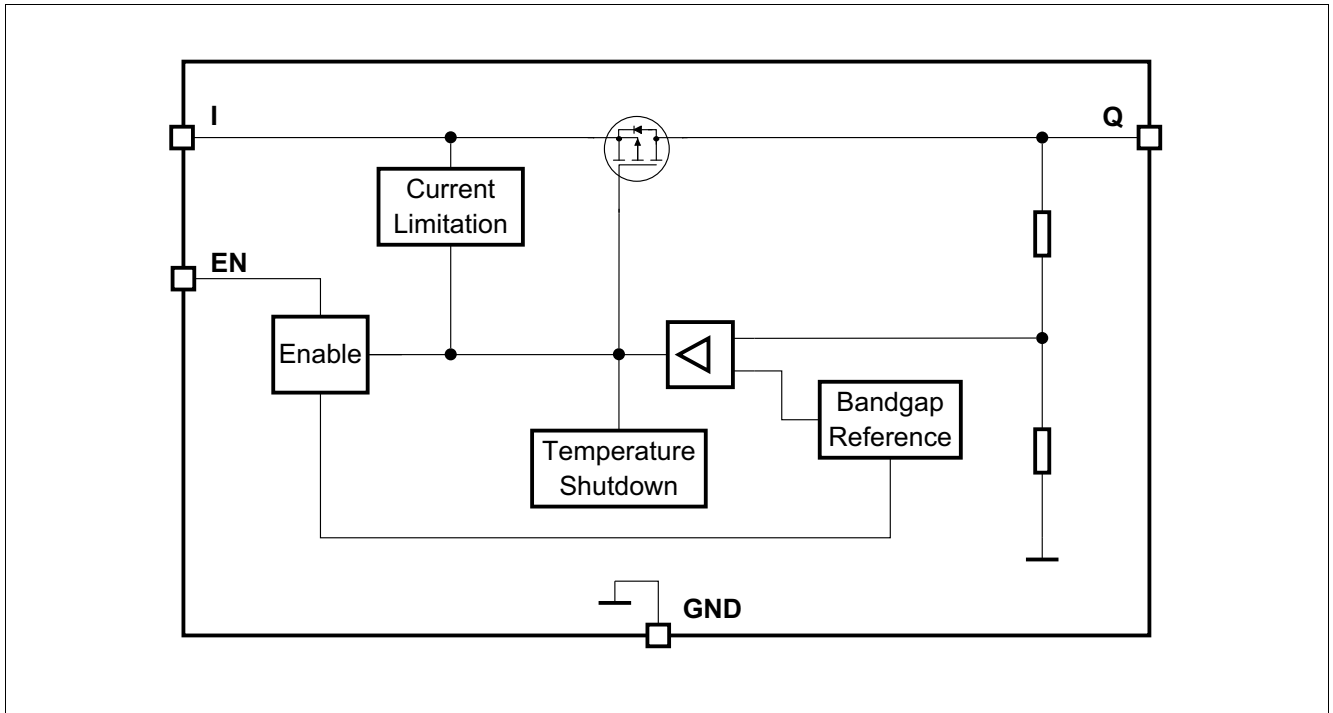 I
Q
Current
Limitation
EN
Enable
Bandgap
Reference
Temperature
Shutdown
GND